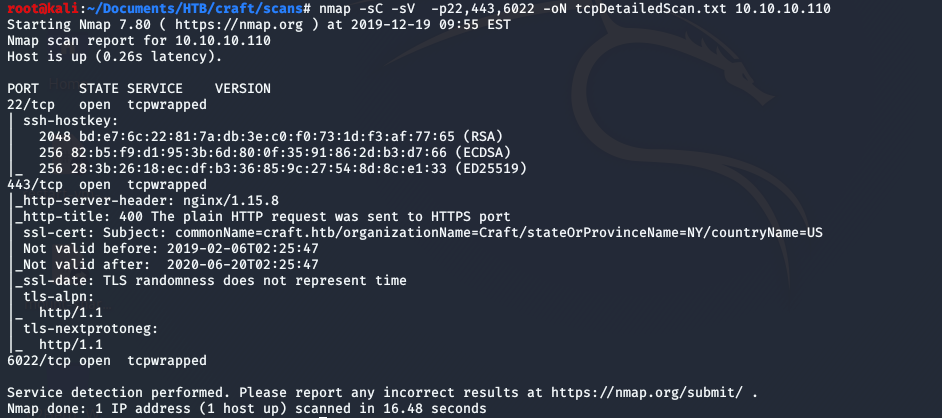 root@kali:~/Documents/HTB/craft/scans# nmap -sC -sV  -p22,443,6022 -oN tcpDetailedScan.txt 10.10.10.110
Starting Nmap 7.80 ( https://nmap.org ) at 2019-12-19 09:55 EST
Nmap scan report for 10.10.10.110
Host is up (0.26s latency).

PORT     STATE SERVICE    VERSION
22/tcp   open  tcpwrapped
| ssh-hostkey:
|   2048 bd:e7:6c:22:81:7a:db:3e:c0:f0:73:1d:f3:af:77:65 (RSA)
|   256 82:b5:f9:d1:95:3b:6d:80:0f:35:91:86:2d:b3:d7:66 (ECDSA)
|_  256 28:3b:26:18:ec:df:b3:36:85:9c:27:54:8d:8c:e1:33 (ED25519)
443/tcp  open  tcpwrapped
|_http-server-header: nginx/1.15.8
|_http-title: 400 The plain HTTP request was sent to HTTPS port
| ssl-cert: Subject: commonName=craft.htb/organizationName=Craft/stateOrProvinceName=NY/countryName=US
| Not valid before: 2019-02-06T02:25:47
|_Not valid after:  2020-06-20T02:25:47
|_ssl-date: TLS randomness does not represent time
| tls-alpn:
|_  http/1.1
| tls-nextprotoneg:
|_  http/1.1
6022/tcp open  tcpwrapped

Service detection performed. Please report any incorrect results at https://nmap.org/submit/ .
Nmap done: 1 IP address (1 host up) scanned in 16.48 seconds